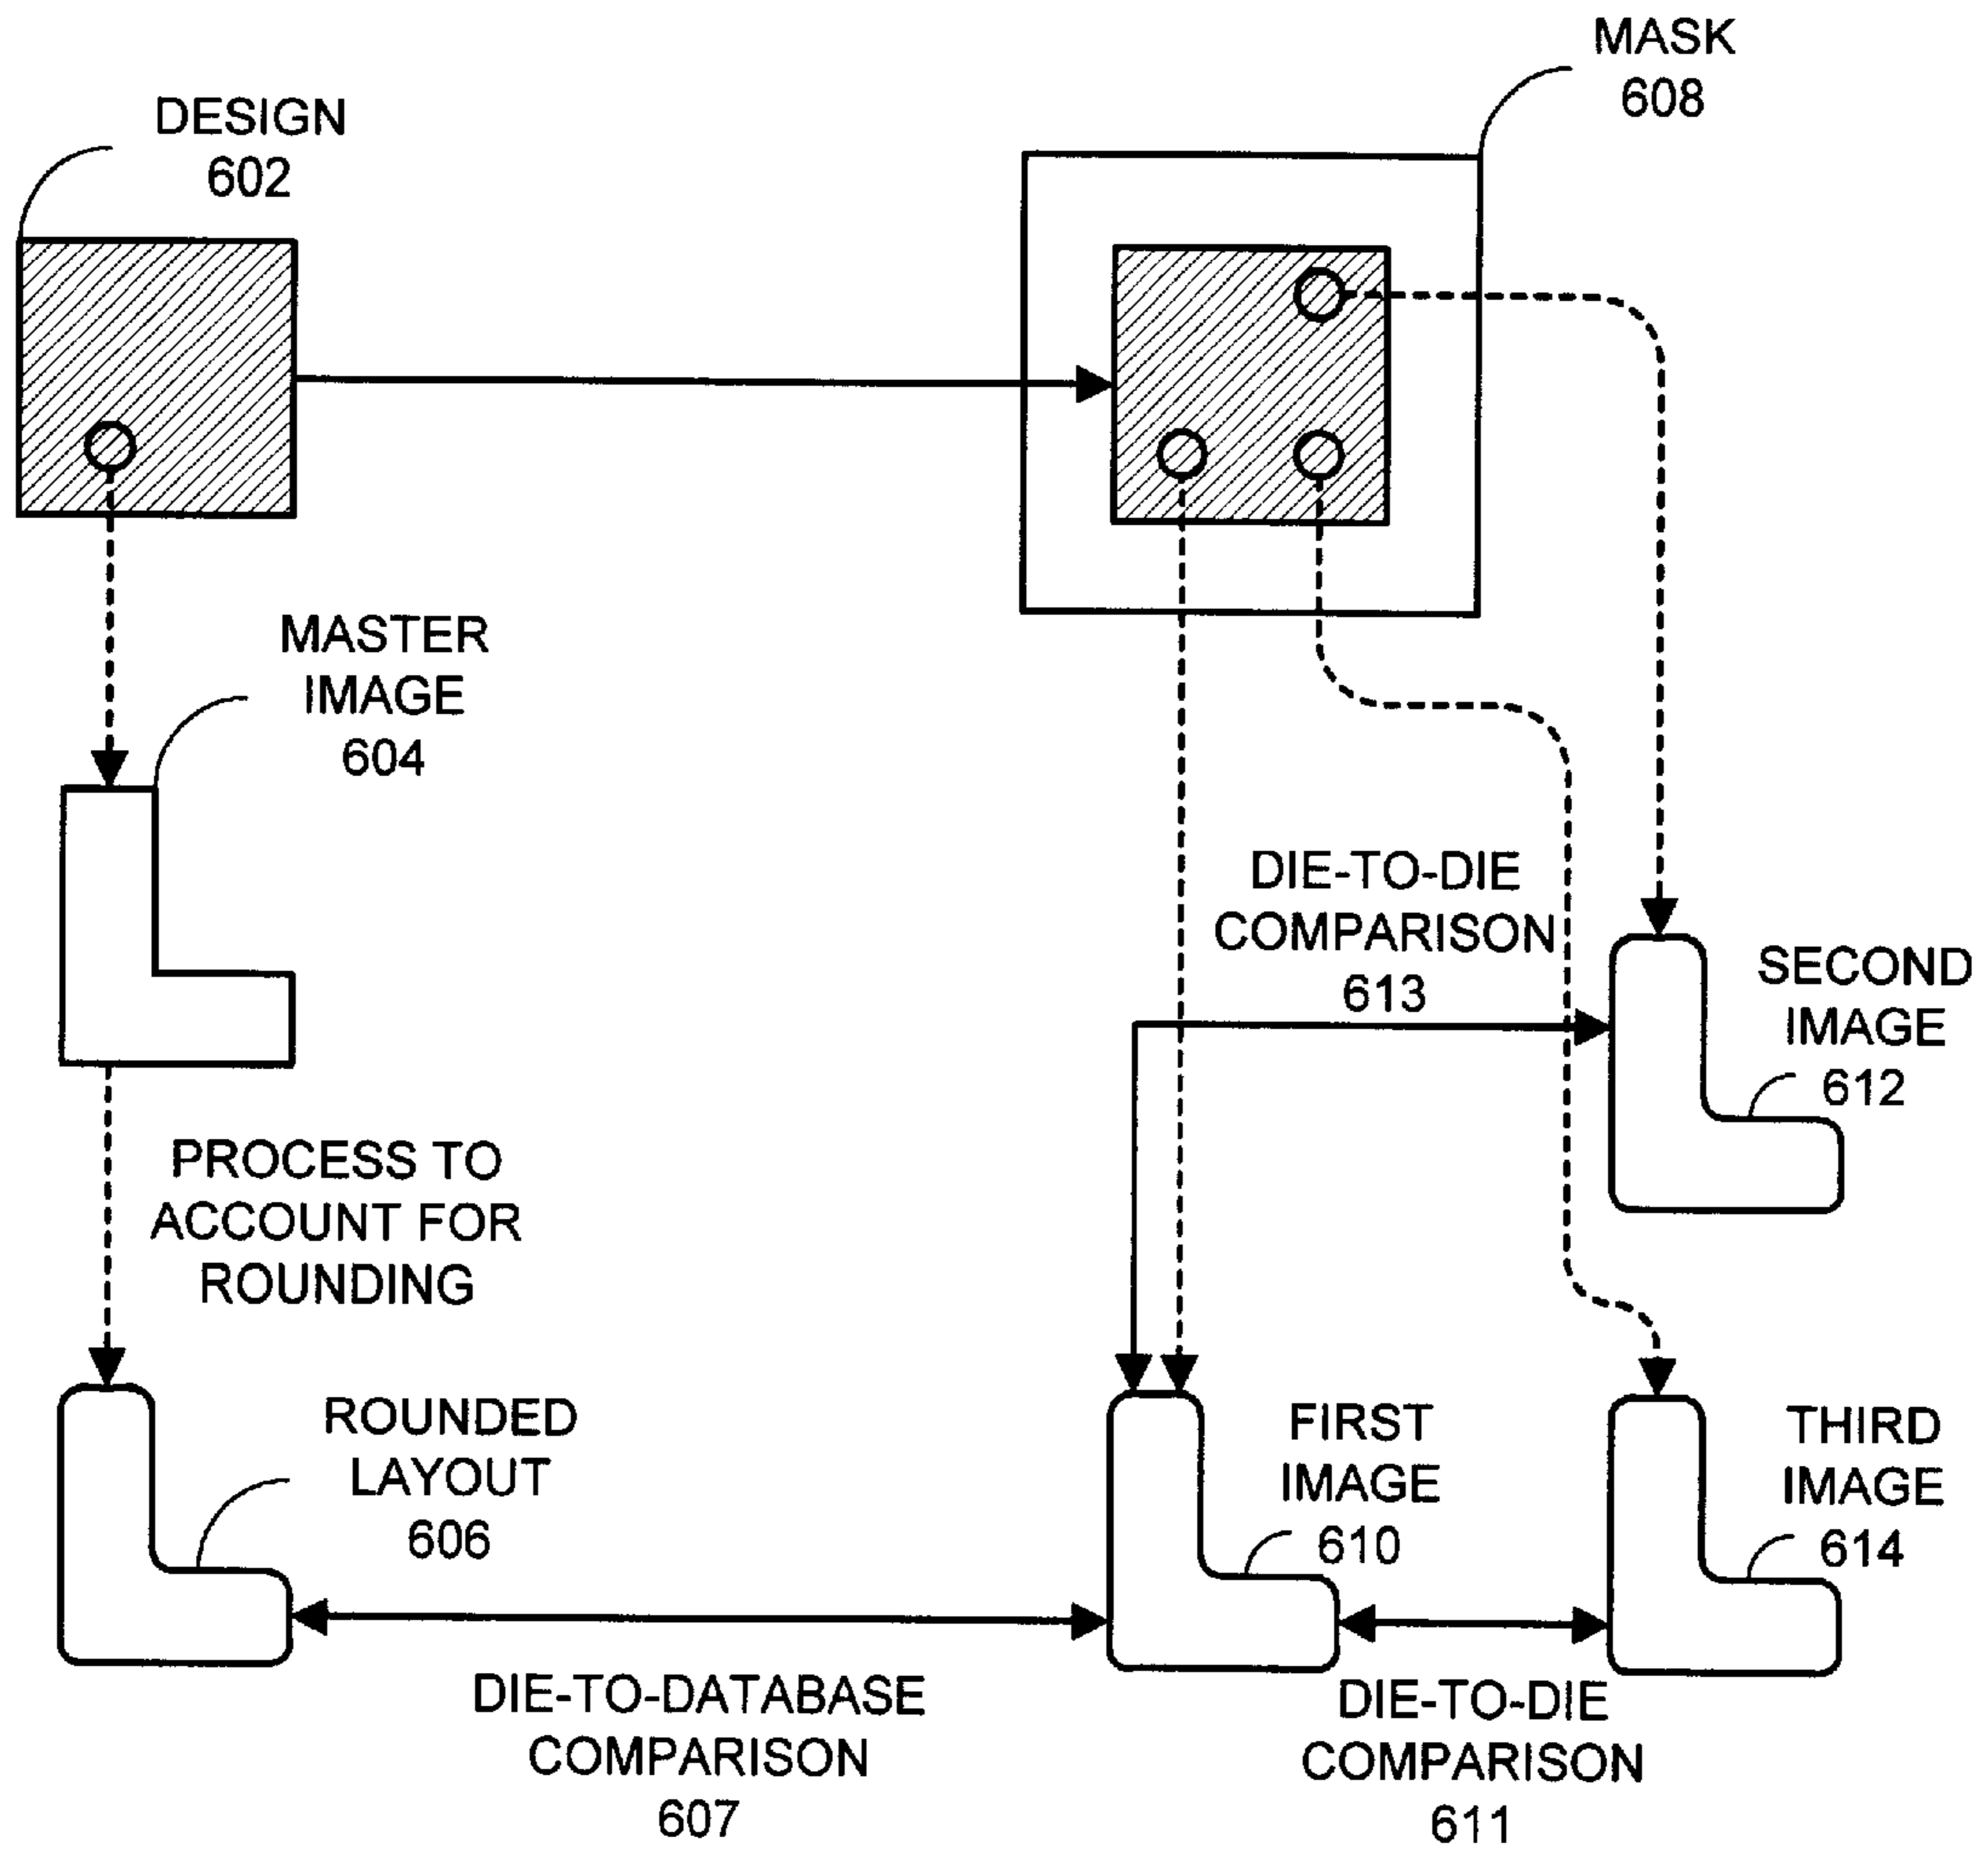 MASK
608
DESIGN
602
MASTER
IMAGE
604
DIE-TO-DIE
COMPARISON
613
SECOND
IMAGE
612
PROCESS TO
ACCOUNT FOR
ROUNDING
ROUNDED
LAYOUT
606
FIRST
IMAGE
610
THIRD
IMAGE
614
DIE-TO-DATABASE
COMPARISON
607
DIE-TO-DIE
COMPARISON
611